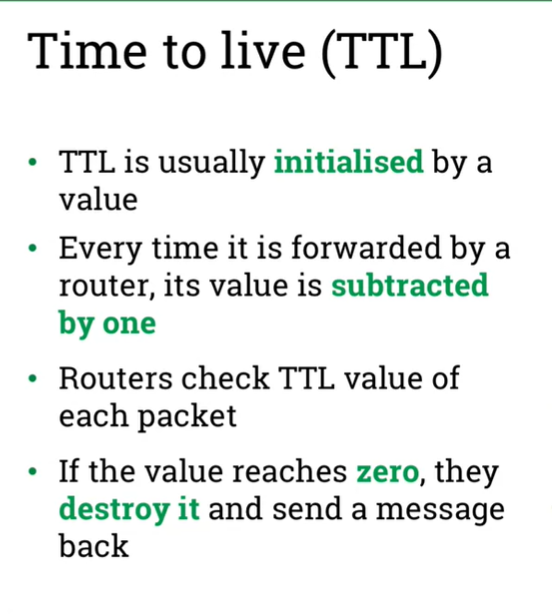 Time to live (TTL)
• TTL is usually initialised by a
value
• Every time it is forwarded by a
router, its value is subtracted
by one
• Routers check TTL value of
each packet
• If the value reaches zero, they
destroy it and send a message
back